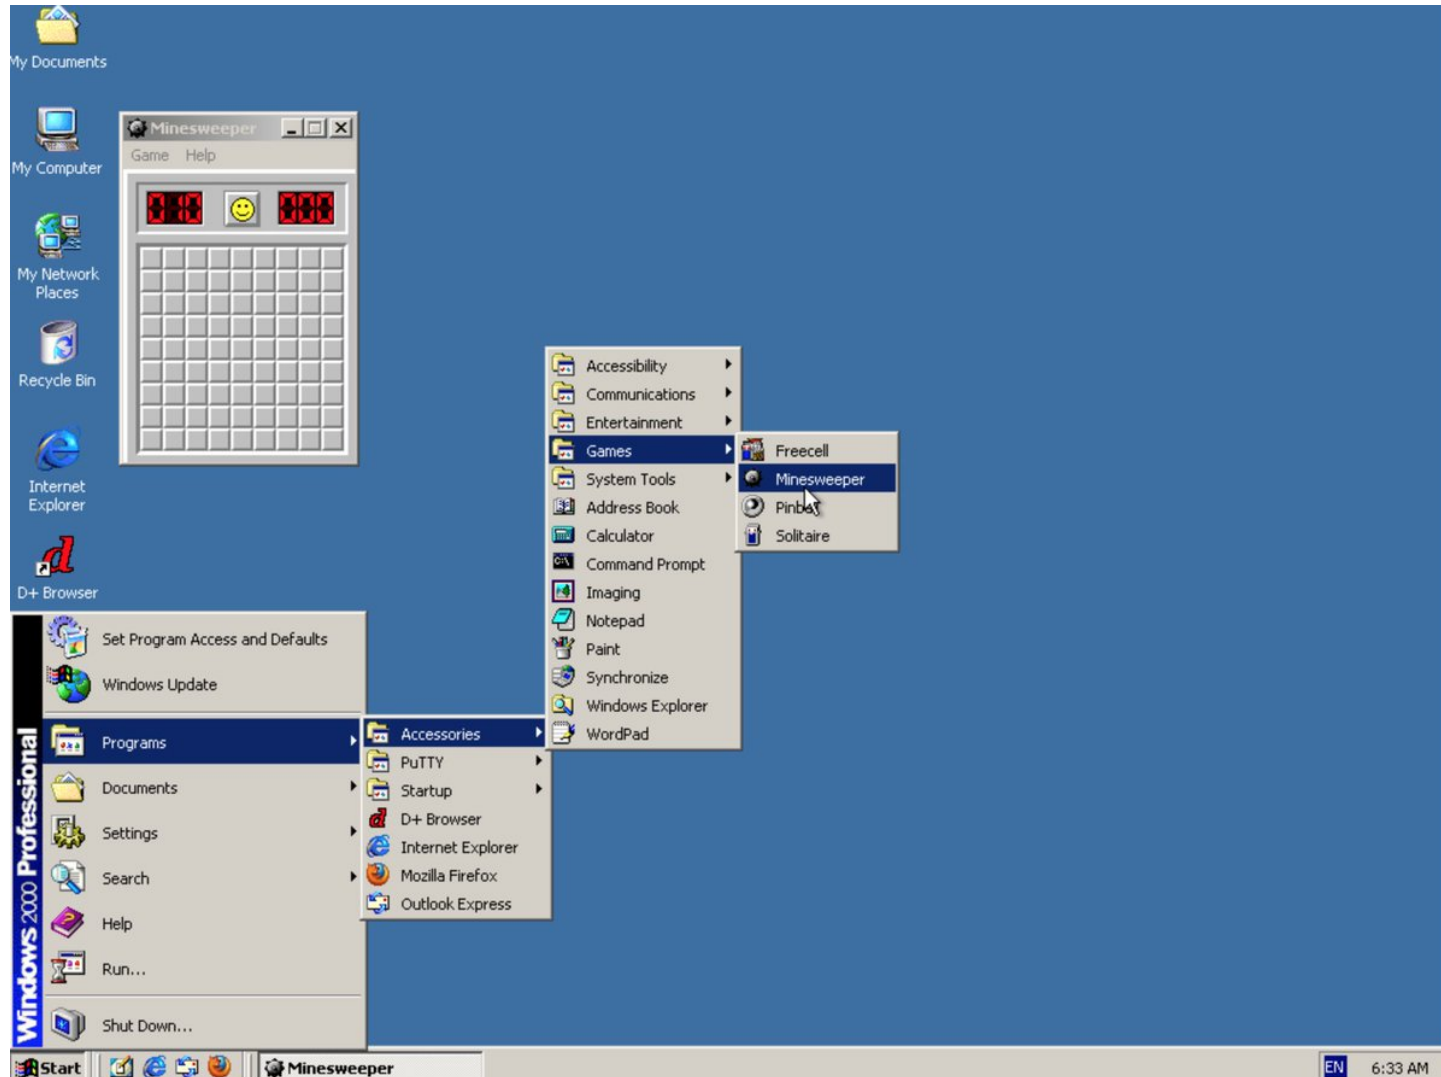 My Documents
My Computer
My Network
Places
Recycle Bin
Internet
Explorer
D+ Browser
Minesweeper
Game Help
010
000
Accessibility
Communications
Entertainment
Games
System Tools
Address Book
Calculator
Command Prompt
Imaging
Notepad
Paint
Synchronize
Windows Explorer
WordPad
Freecell
Minesweeper
Pinball
Solitaire
Windows 2000 Professional
Set Program Access and Defaults
Windows Update
Programs
Documents
Settings
Search
Help
Run...
Shut Down...
Accessories
PuTTY
Startup
D+ Browser
Internet Explorer
Mozilla Firefox
Outlook Express
Start
Minesweeper
EN
6:33 AM